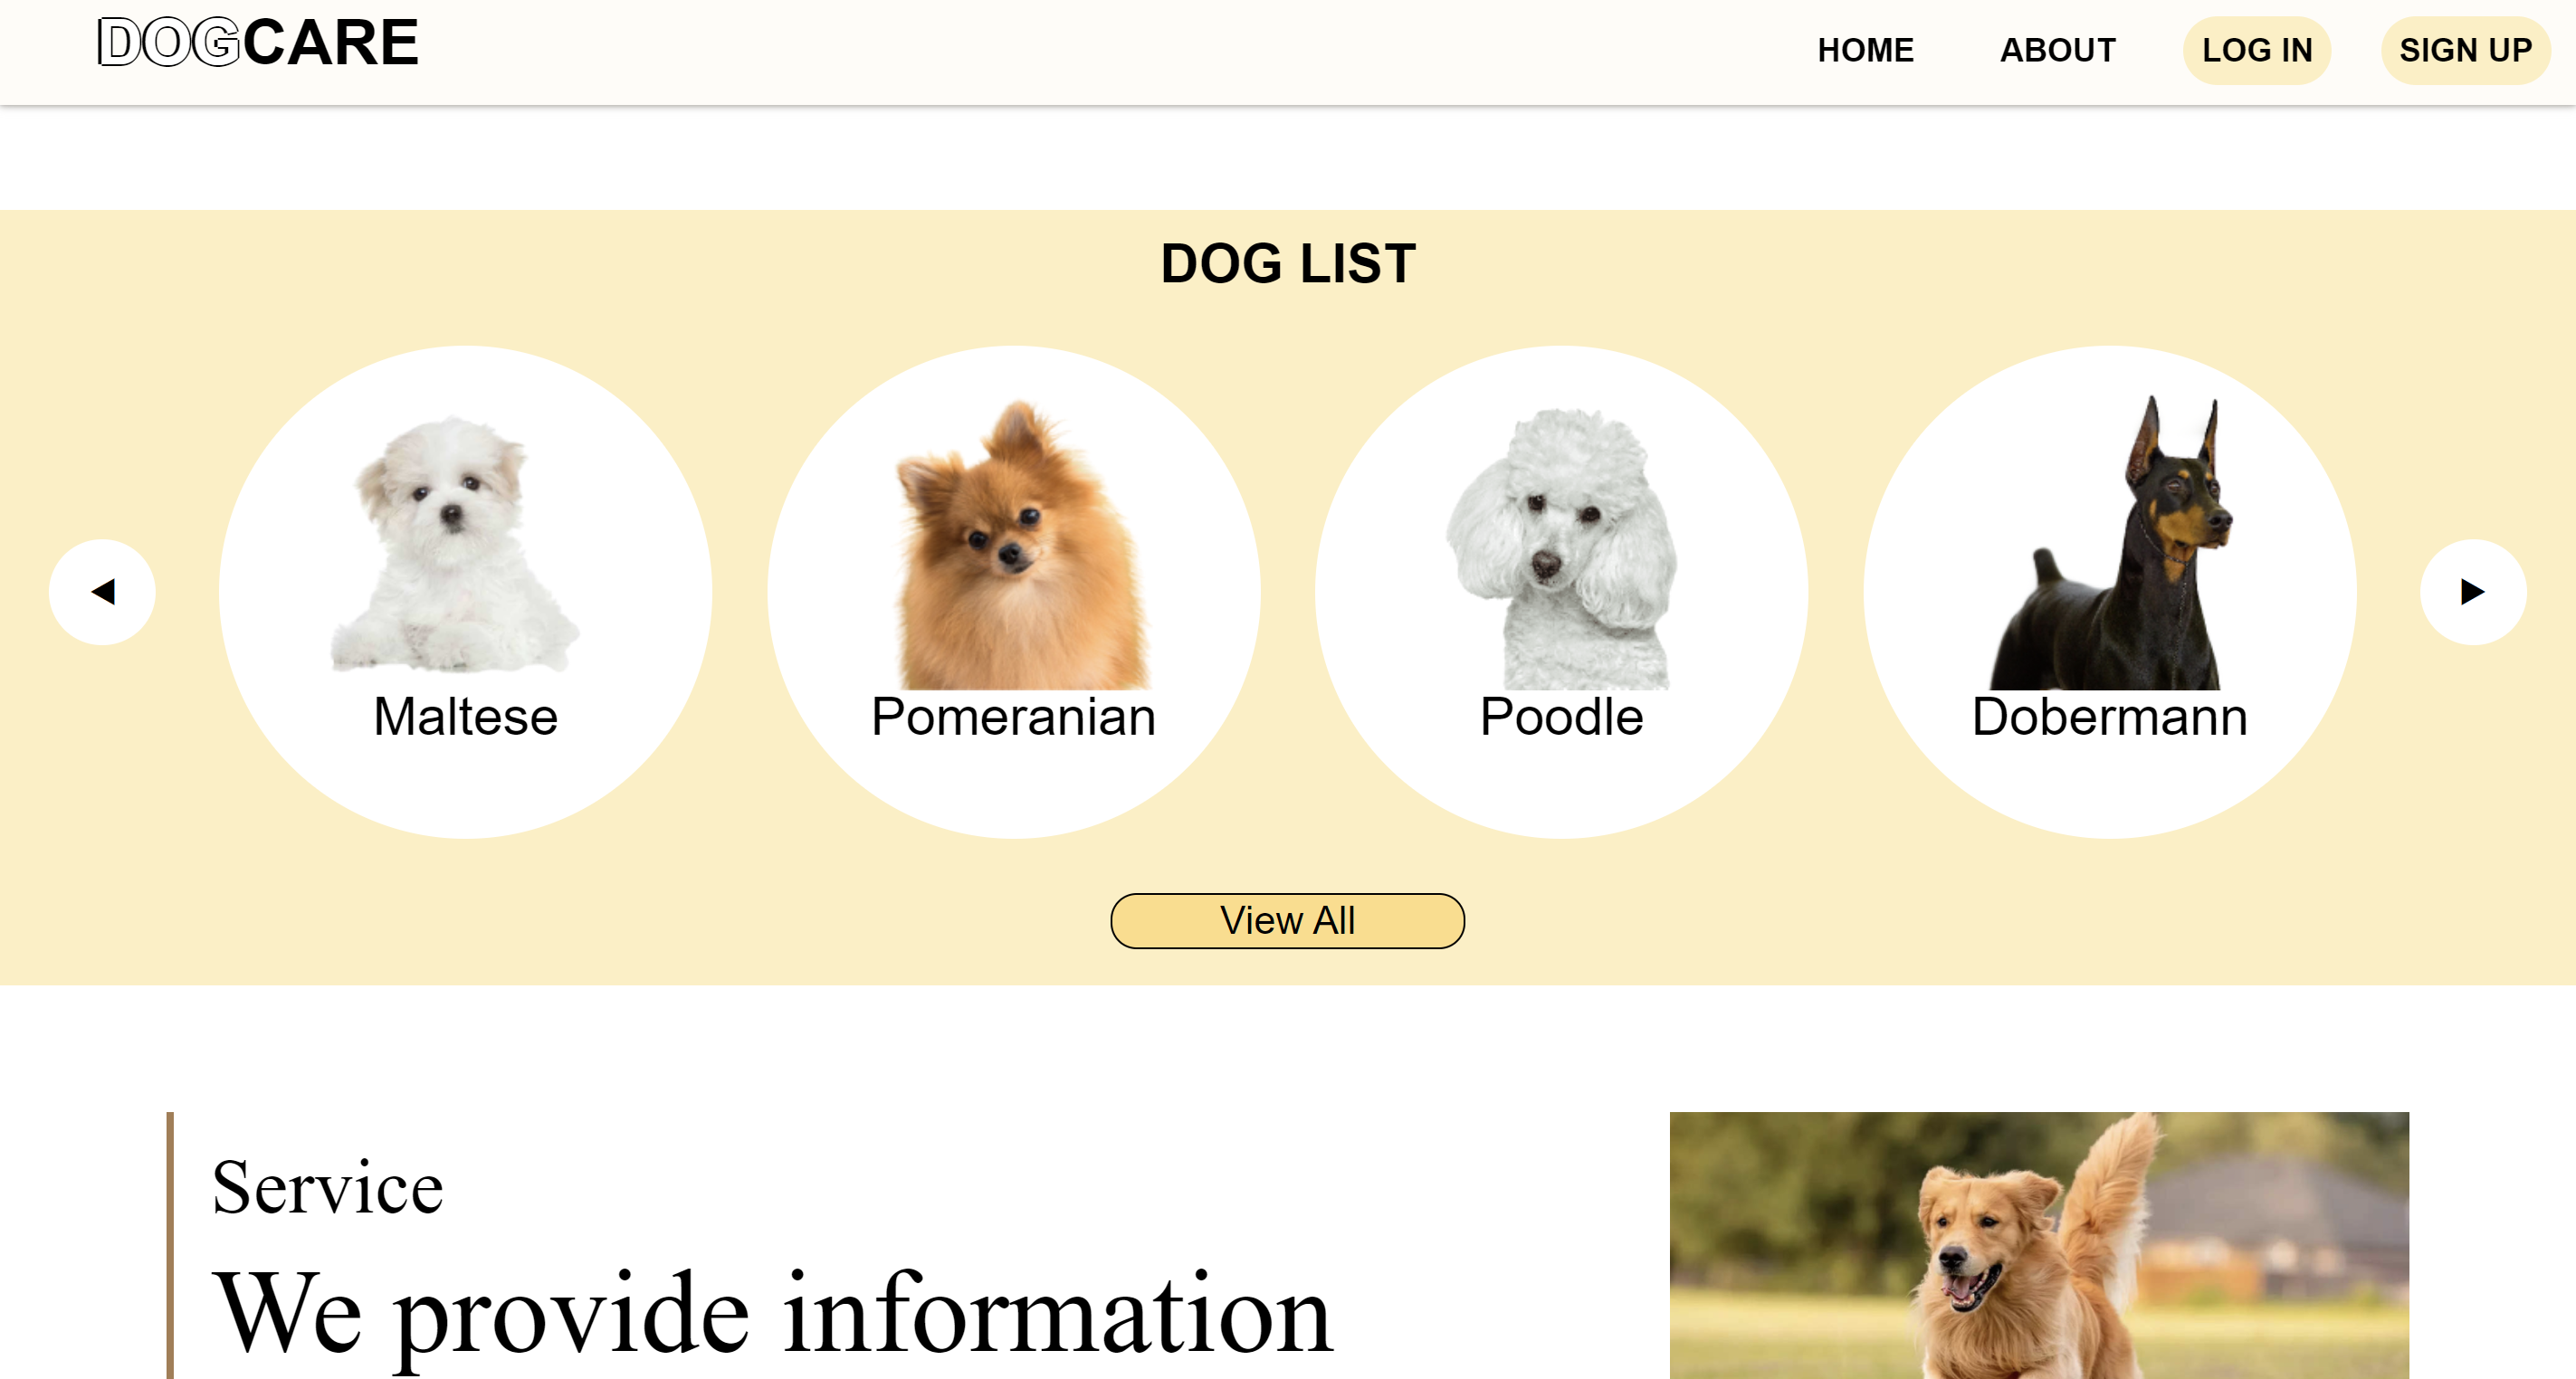 DOGCARE
HOME ABOUT LOG IN SIGN UP
DOG LIST
Maltese Pomeranian Poodle Dobermann
View All
Service
We provide information